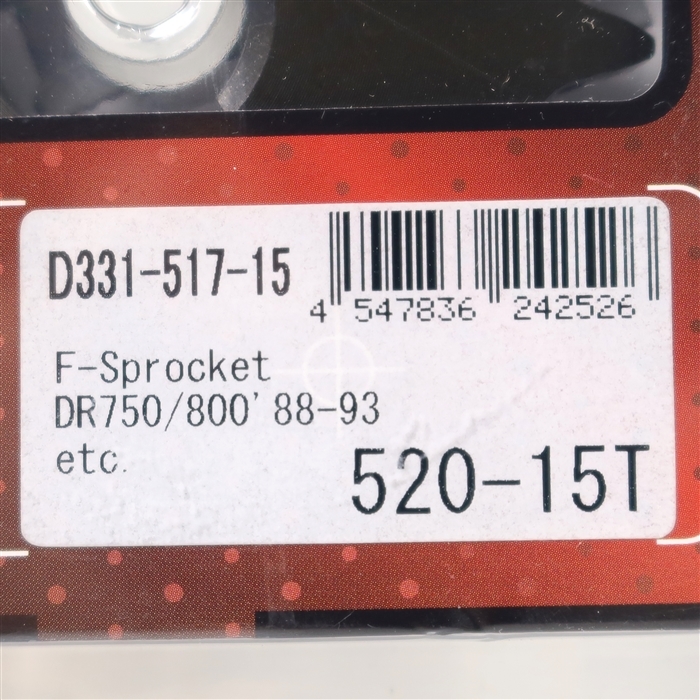 D331-517-15
4 547836 242526
F-Sprocket
DR750/800'88-93
etc.
520-15T